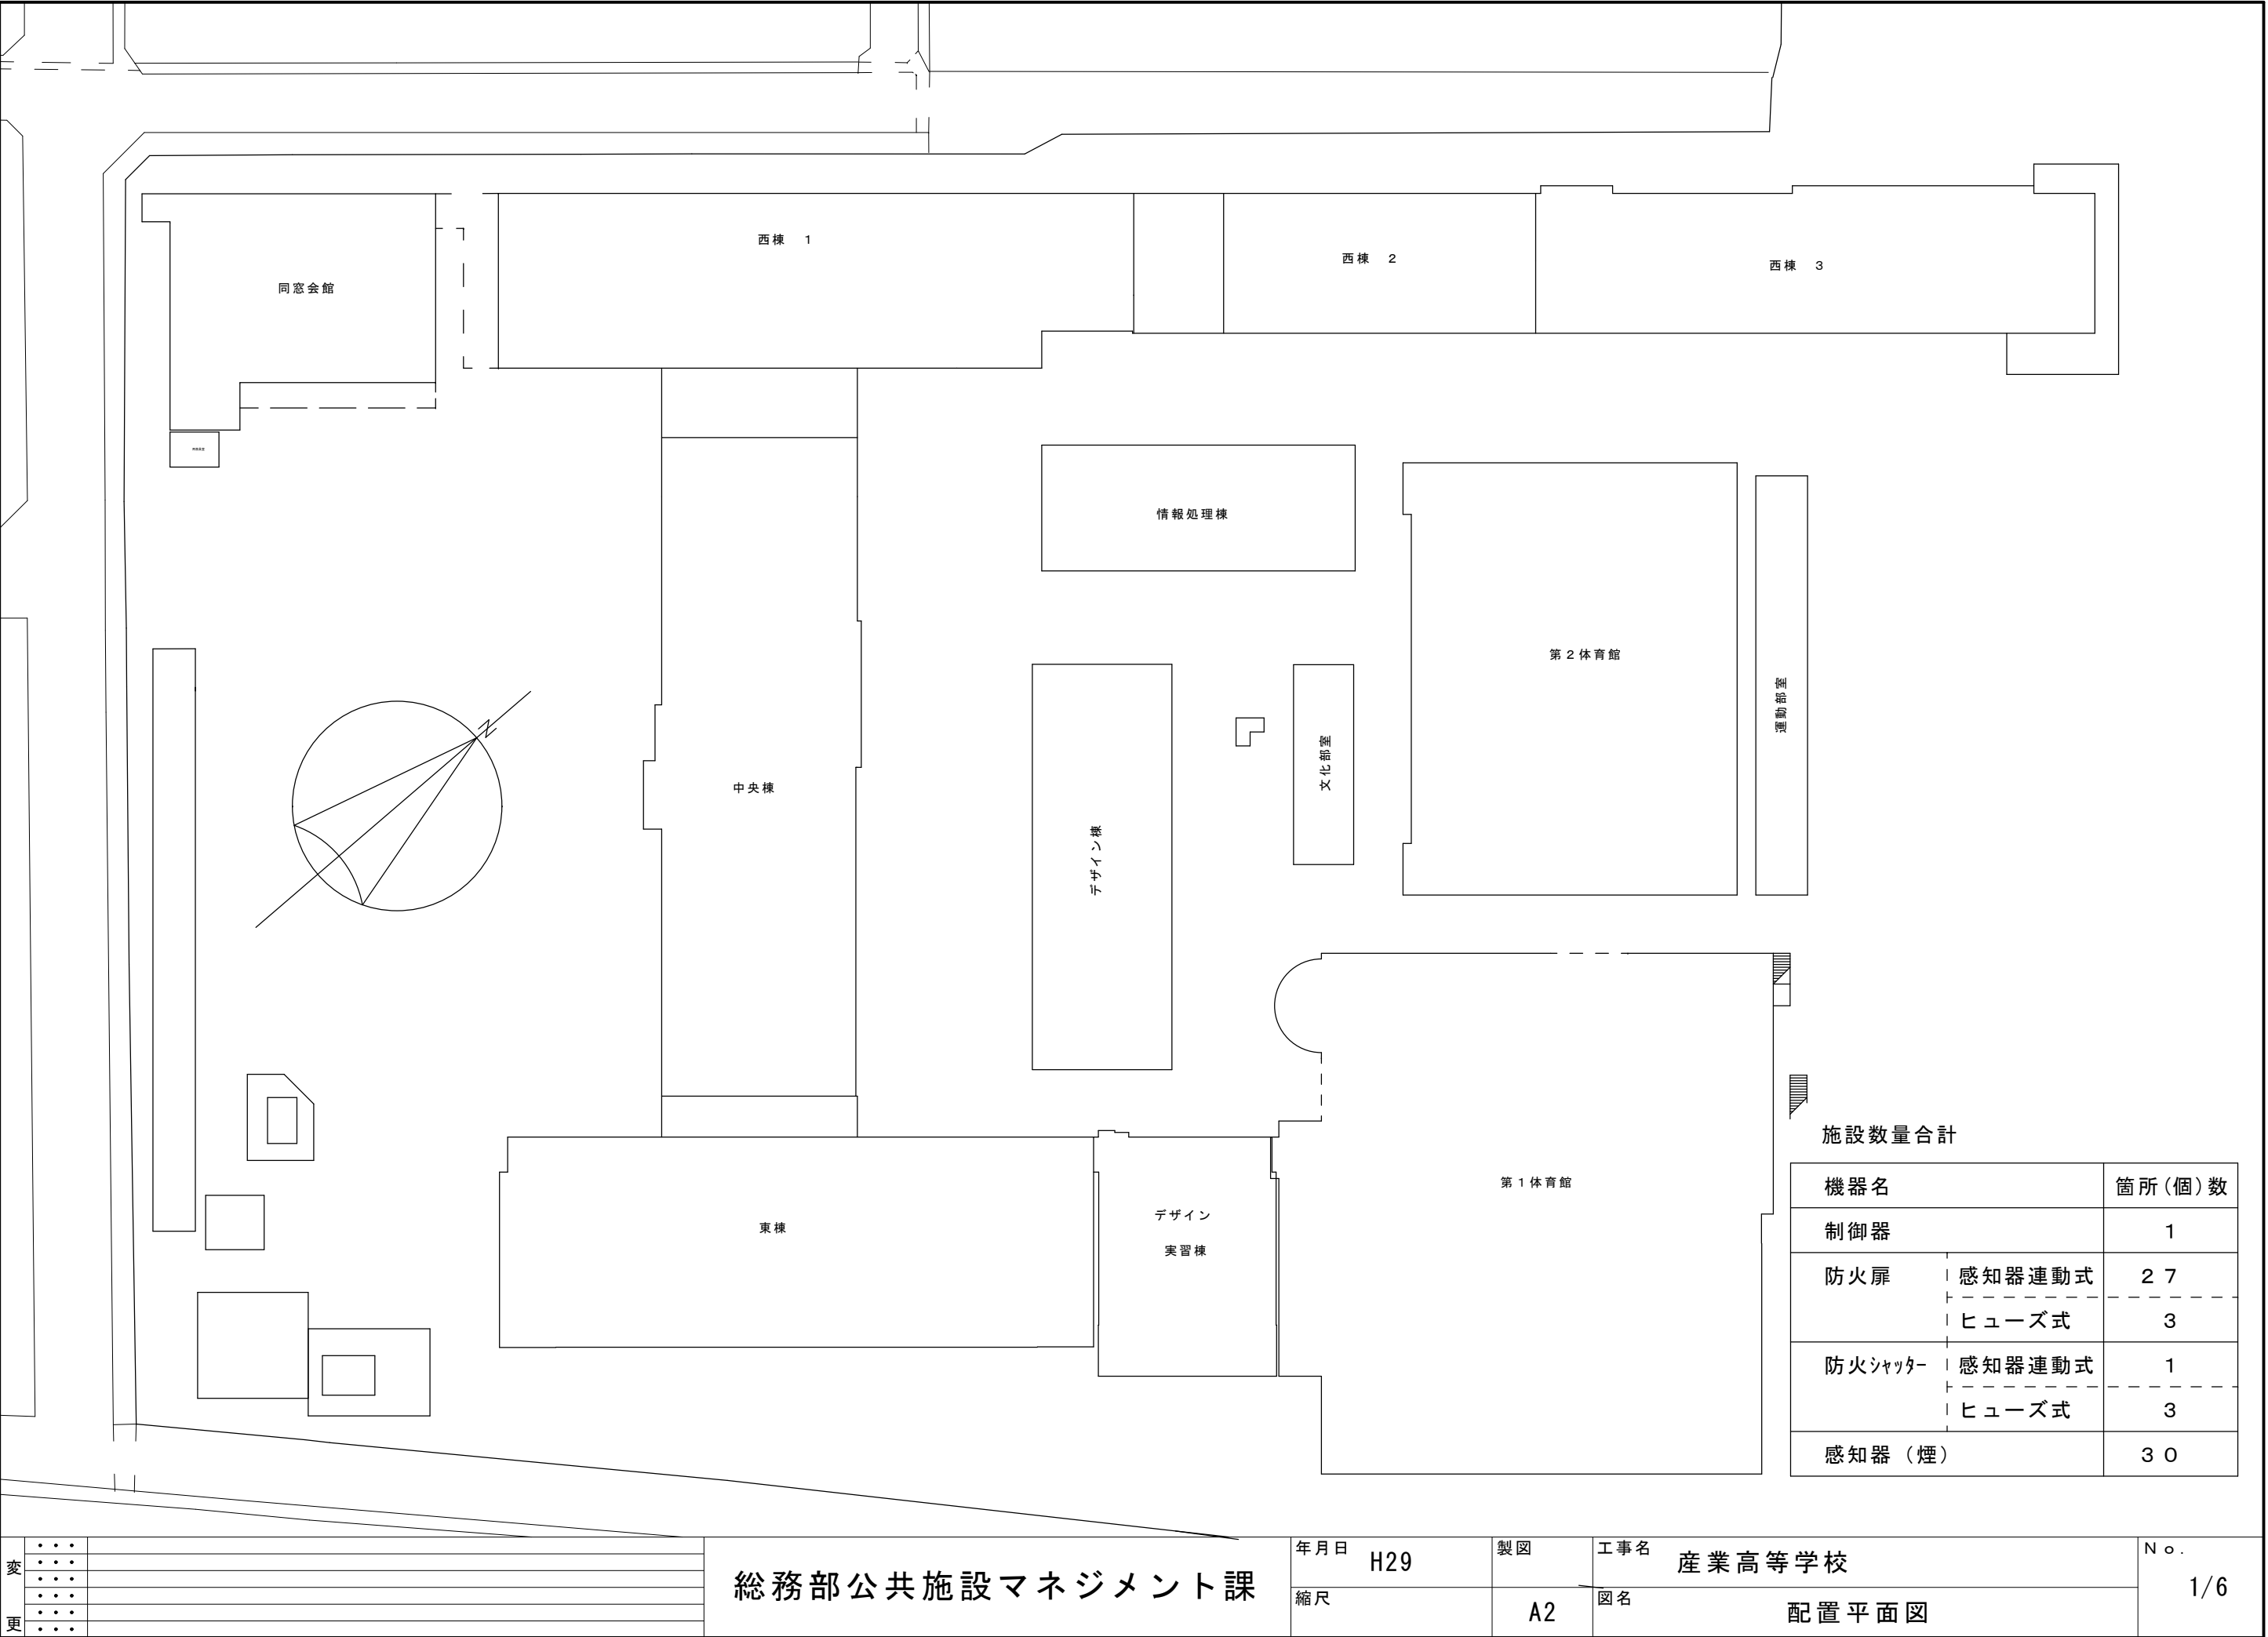 西棟 1
西棟 2
西棟 3
同窓会館
情報処理棟
第2体育館
運動部室
文化部室
中央棟
デザイン棟
N
第1体育館
東棟
デザイン
実習棟
施設数量合計
機器名 箇所(個)数
制御器 1
防火扉 感知器連動式 27
ヒューズ式 3
防火シャッター 感知器連動式 1
ヒューズ式 3
感知器(煙) 30
変更
総務部公共施設マネジメント課
年月日 H29
縮尺
製図
A2
工事名 産業高等学校
図名 配置平面図
No.
1/6